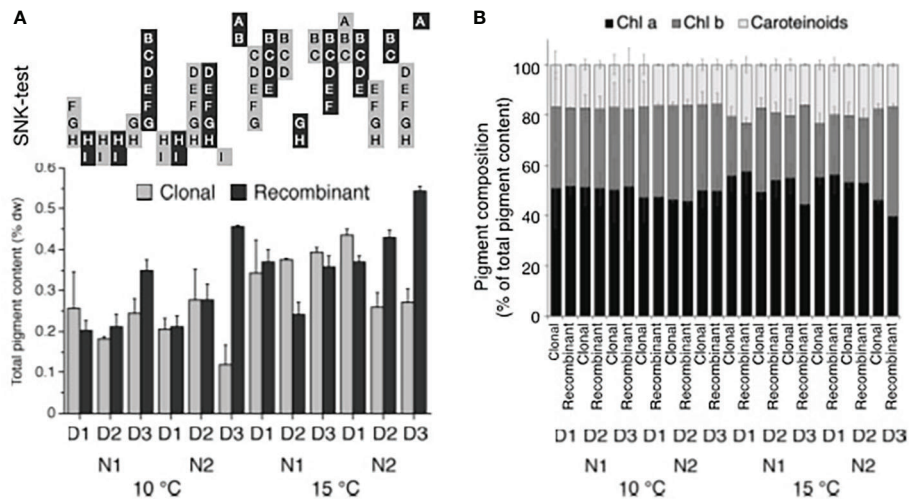 A
A A A
B B B B B B B B B
C C C C C C C C C
D D D D D D D D D
E E E E E E E E E
F F F F F F F F
G G G G G G G G G
H H H H H H H H H H H H
I I I I I I
SNK-test
Clonal Recombinant
Total pigment content (% dw)
0.6
0.5
0.4
0.3
0.2
0.1
0
D1 D2 D3 D1 D2 D3 D1 D2 D3 D1 D2 D3
N1 N2 N1 N2
10 °C 15 °C
B
Chl a Chl b Caroteinoids
Pigment composition
(% of total pigment content)
100
80
60
40
20
0
Clonal Recombinant Clonal Recombinant Clonal Recombinant Clonal Recombinant Clonal Recombinant Clonal Recombinant Clonal Recombinant Clonal Recombinant Clonal Recombinant Clonal Recombinant Clonal Recombinant Clonal Recombinant
D1 D2 D3 D1 D2 D3 D1 D2 D3 D1 D2 D3
N1 N2 N1 N2
10 °C 15 °C